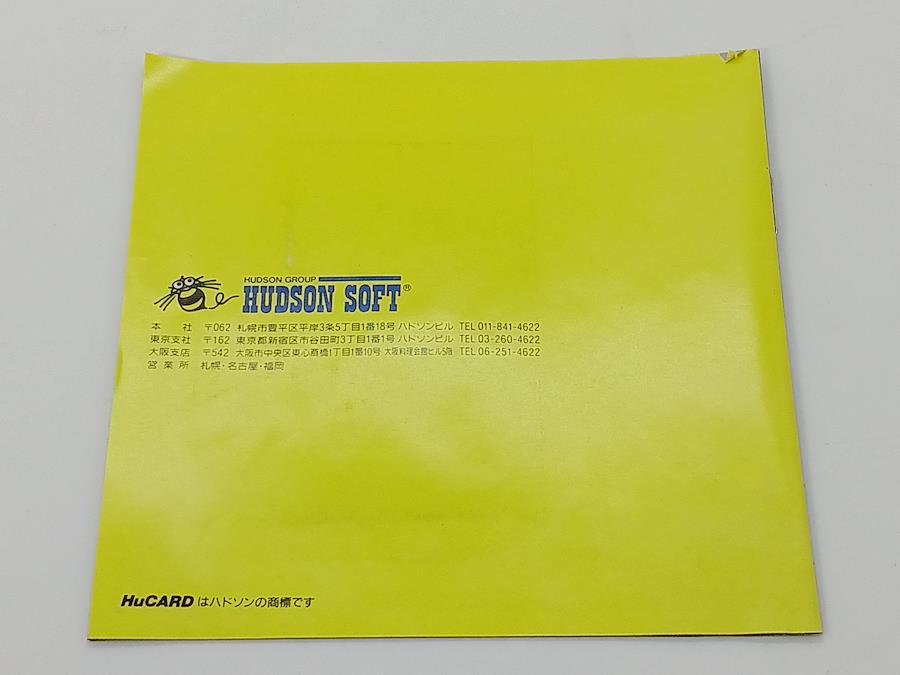 HUDSON GROUP
HUDSON SOFT®
本社 〒062 札幌市豊平区平岸3条5丁目1番18号 ハドソンビル TEL 011-841-4622
東京支社 〒162 東京都新宿区市谷田町3丁目1番1号 ハドソンビル TEL 03-260-4622
大阪支店 〒542 大阪市中央区東心斎橋1丁目1番10号 大阪料理会館ビル5階 TEL 06-251-4622
営業所 札幌・名古屋・福岡
HuCARD はハドソンの商標です